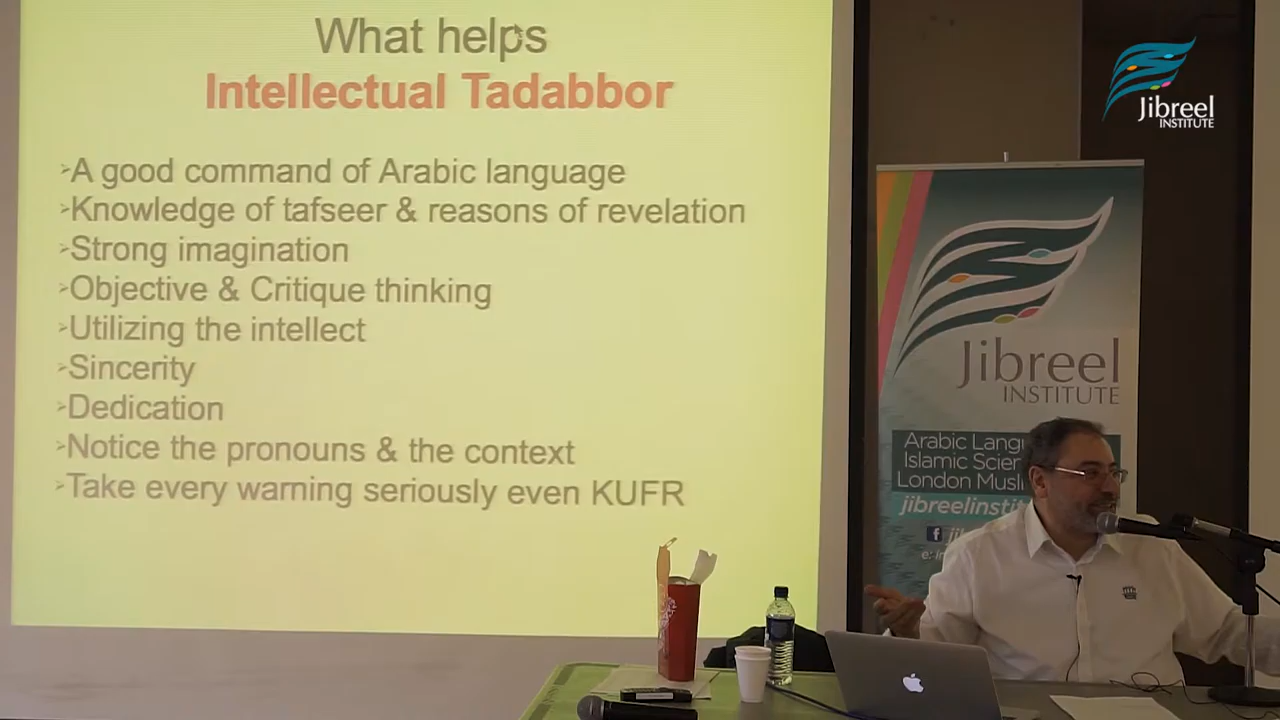 What helps
Intellectual Tadabbor
➢A good command of Arabic language
➢Knowledge of tafseer & reasons of revelation
➢Strong imagination
➢Objective & Critique thinking
➢Utilizing the intellect
➢Sincerity
➢Dedication
➢Notice the pronouns & the context
➢Take every warning seriously even KUFR
Jibreel
INSTITUTE
Jibreel
INSTITUTE
Arabic Langu
Islamic Scien
London Musli
jibreelinstit
f